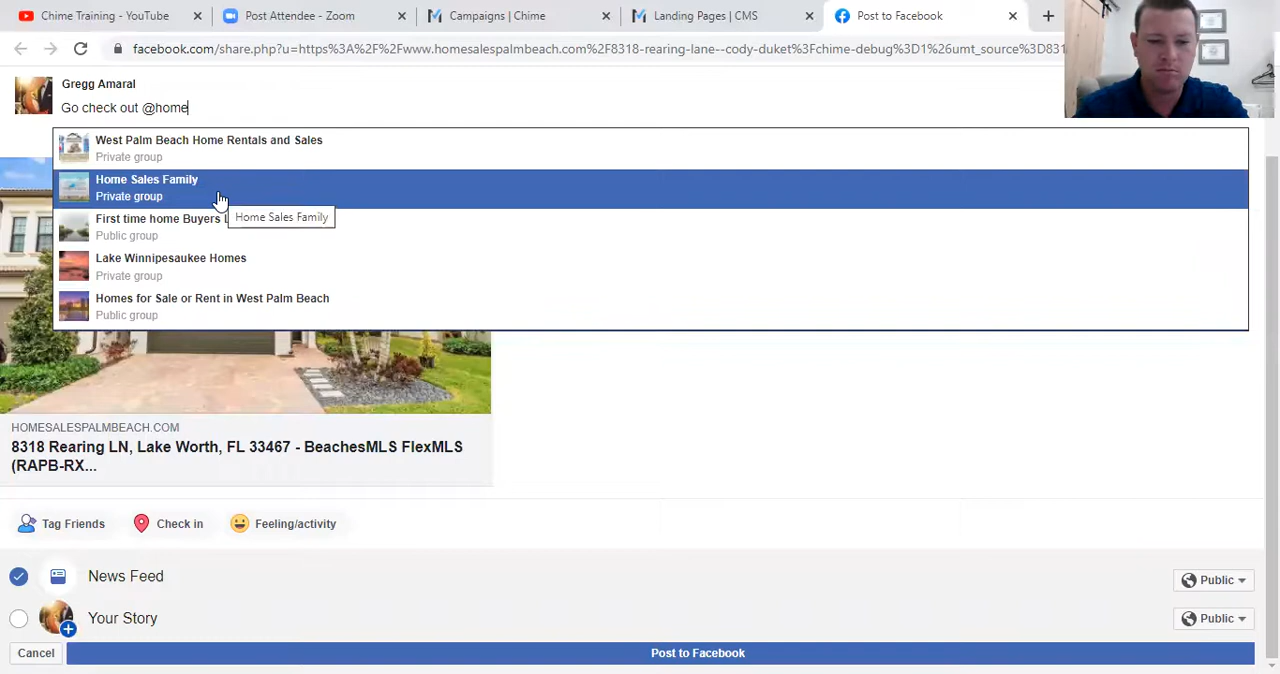 Chime Training - YouTube
Post Attendee - Zoom
Campaigns | Chime
Landing Pages | CMS
Post to Facebook
facebook.com/share.php?u=https%3A%2F%2Fwww.homesalespalmbeach.com%2F8318-rearing-lane--cody-duket%3Fchime-debug%3D1%26umt_source%3D831
Gregg Amaral
Go check out @home
West Palm Beach Home Rentals and Sales
Private group
Home Sales Family
Private group
Home Sales Family
First time home Buyers
Public group
Lake Winnipesaukee Homes
Private group
Homes for Sale or Rent in West Palm Beach
Public group
HOMESALESPALMBEACH.COM
8318 Rearing LN, Lake Worth, FL 33467 - BeachesMLS FlexMLS
(RAPB-RX...
Tag Friends
Check in
Feeling/activity
News Feed
Public
Your Story
Public
Cancel
Post to Facebook